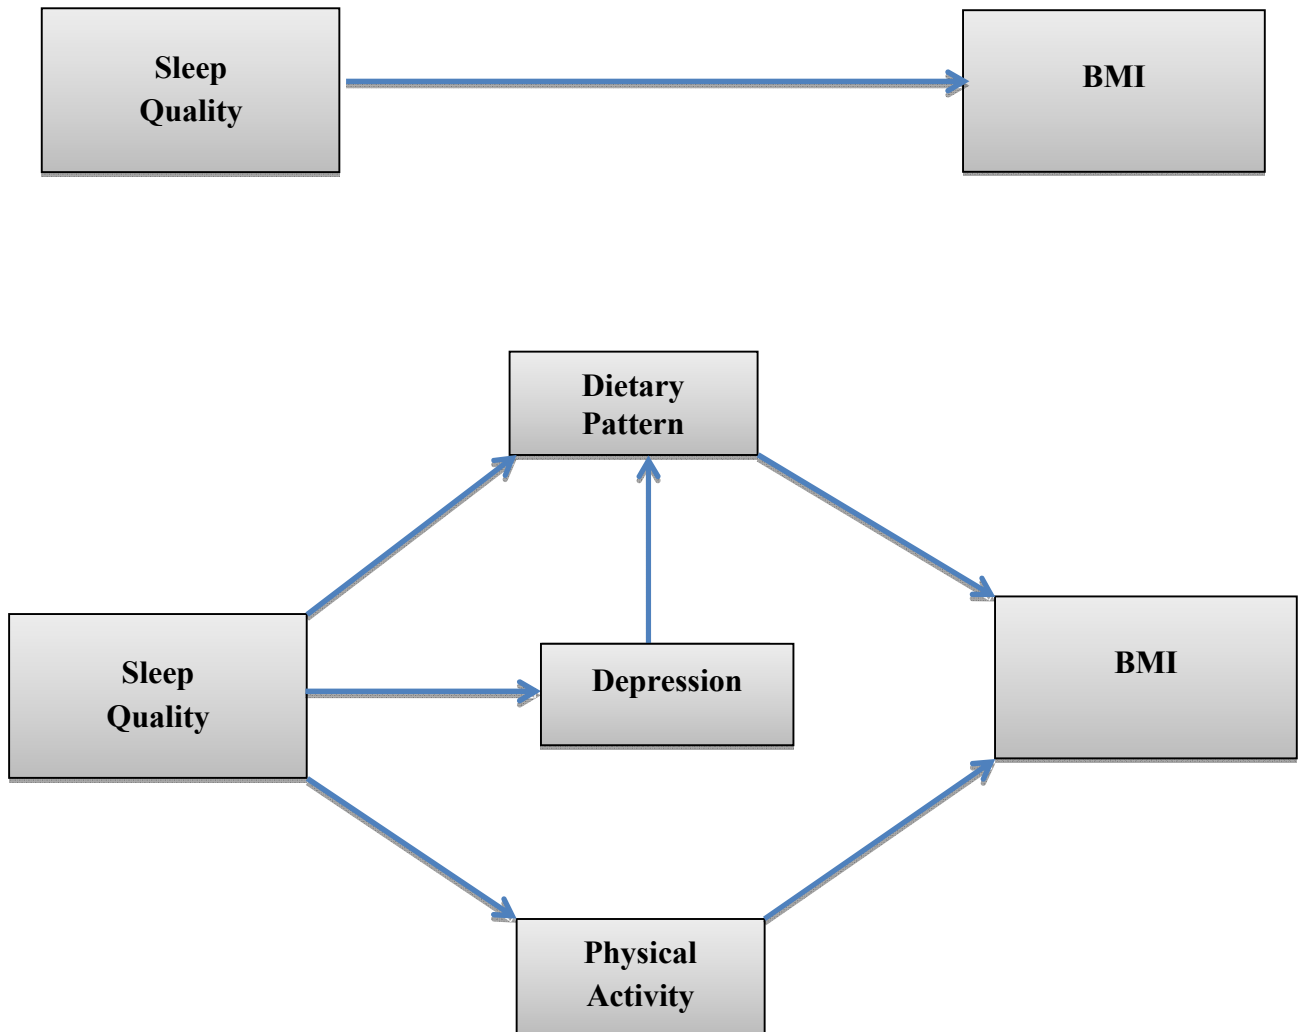 Sleep
Quality
BMI
Dietary
Pattern
Sleep
Quality
Depression
BMI
Physical
Activity